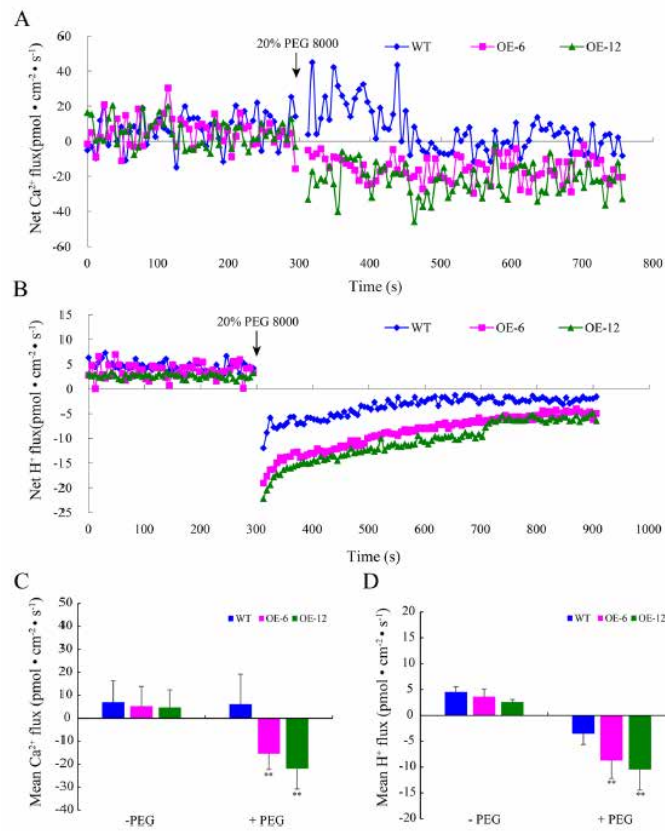 A
20% PEG 8000
WT OE-6 OE-12
Net Ca²⁺ flux(pmol • cm⁻² • s⁻¹)
60
40
20
0
-20
-40
-60
0 100 200 300 400 500 600 700 800
Time (s)
B
20% PEG 8000
WT OE-6 OE-12
Net H⁺ flux(pmol • cm⁻² • s⁻¹)
15
10
5
0
-5
-10
-15
-20
-25
0 100 200 300 400 500 600 700 800 900 1000
Time (s)
C
WT OE-6 OE-12
Mean Ca²⁺ flux (pmol • cm⁻² • s⁻¹)
50
40
30
20
10
0
-10
-20
-30
-40
** **
-PEG + PEG
D
WT OE-6 OE-12
Mean H⁺ flux (pmol • cm⁻² • s⁻¹)
20
15
10
5
0
-5
-10
-15
-20
** **
- PEG + PEG